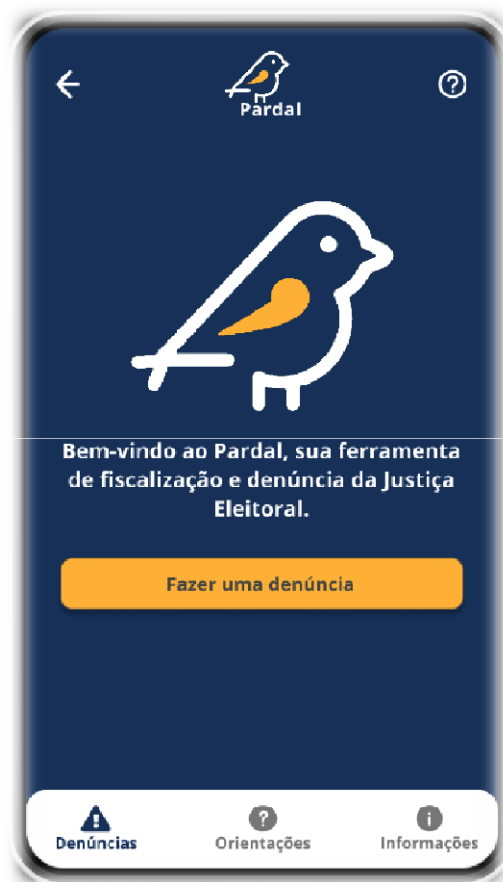 Pardal
Bem-vindo ao Pardal, sua ferramenta
de fiscalização e denúncia da Justiça
Eleitoral.
Fazer uma denúncia
Denúncias
Orientações
Informações